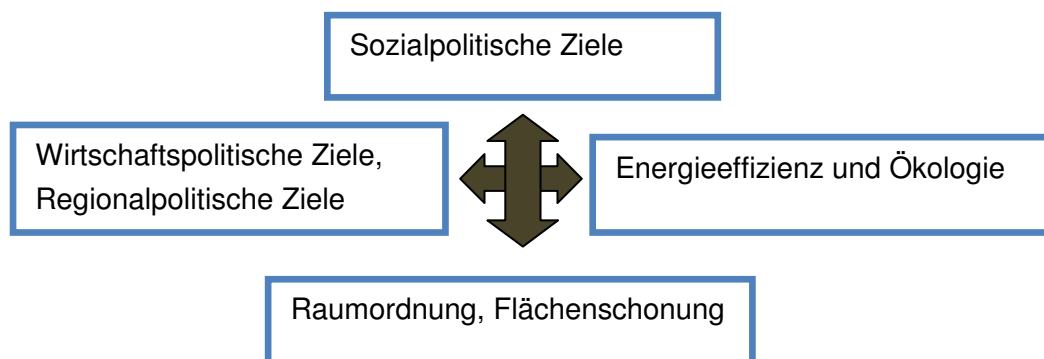 Sozialpolitische Ziele
Wirtschaftspolitische Ziele,
Regionalpolitische Ziele
Energieeffizienz und Ökologie
Raumordnung, Flächenschonung